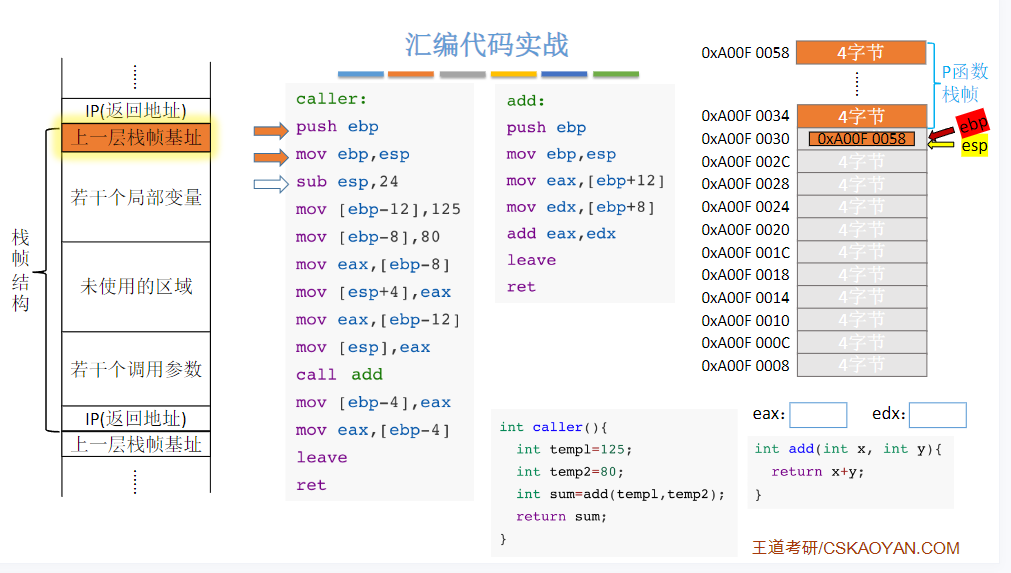 汇编代码实战
IP(返回地址)
上一层栈帧基址
若干个局部变量
未使用的区域
若干个调用参数
IP(返回地址)
上一层栈帧基址
栈帧结构
caller:
push ebp
mov ebp,esp
sub esp,24
mov [ebp-12],125
mov [ebp-8],80
mov eax,[ebp-8]
mov [esp+4],eax
mov eax,[ebp-12]
mov [esp],eax
call add
mov [ebp-4],eax
mov eax,[ebp-4]
leave
ret
add:
push ebp
mov ebp,esp
mov eax,[ebp+12]
mov edx,[ebp+8]
add eax,edx
leave
ret
int caller(){
int temp1=125;
int temp2=80;
int sum=add(temp1,temp2);
return sum;
}
0xA00F 0058 4字节
P函数
栈帧
0xA00F 0034 4字节
0xA00F 0030 0xA00F 0058 ebp
esp
0xA00F 002C 4字节
0xA00F 0028 4字节
0xA00F 0024 4字节
0xA00F 0020 4字节
0xA00F 001C 4字节
0xA00F 0018 4字节
0xA00F 0014 4字节
0xA00F 0010 4字节
0xA00F 000C 4字节
0xA00F 0008 4字节
eax: edx:
int add(int x, int y){
return x+y;
}
王道考研/CSKAOYAN.COM